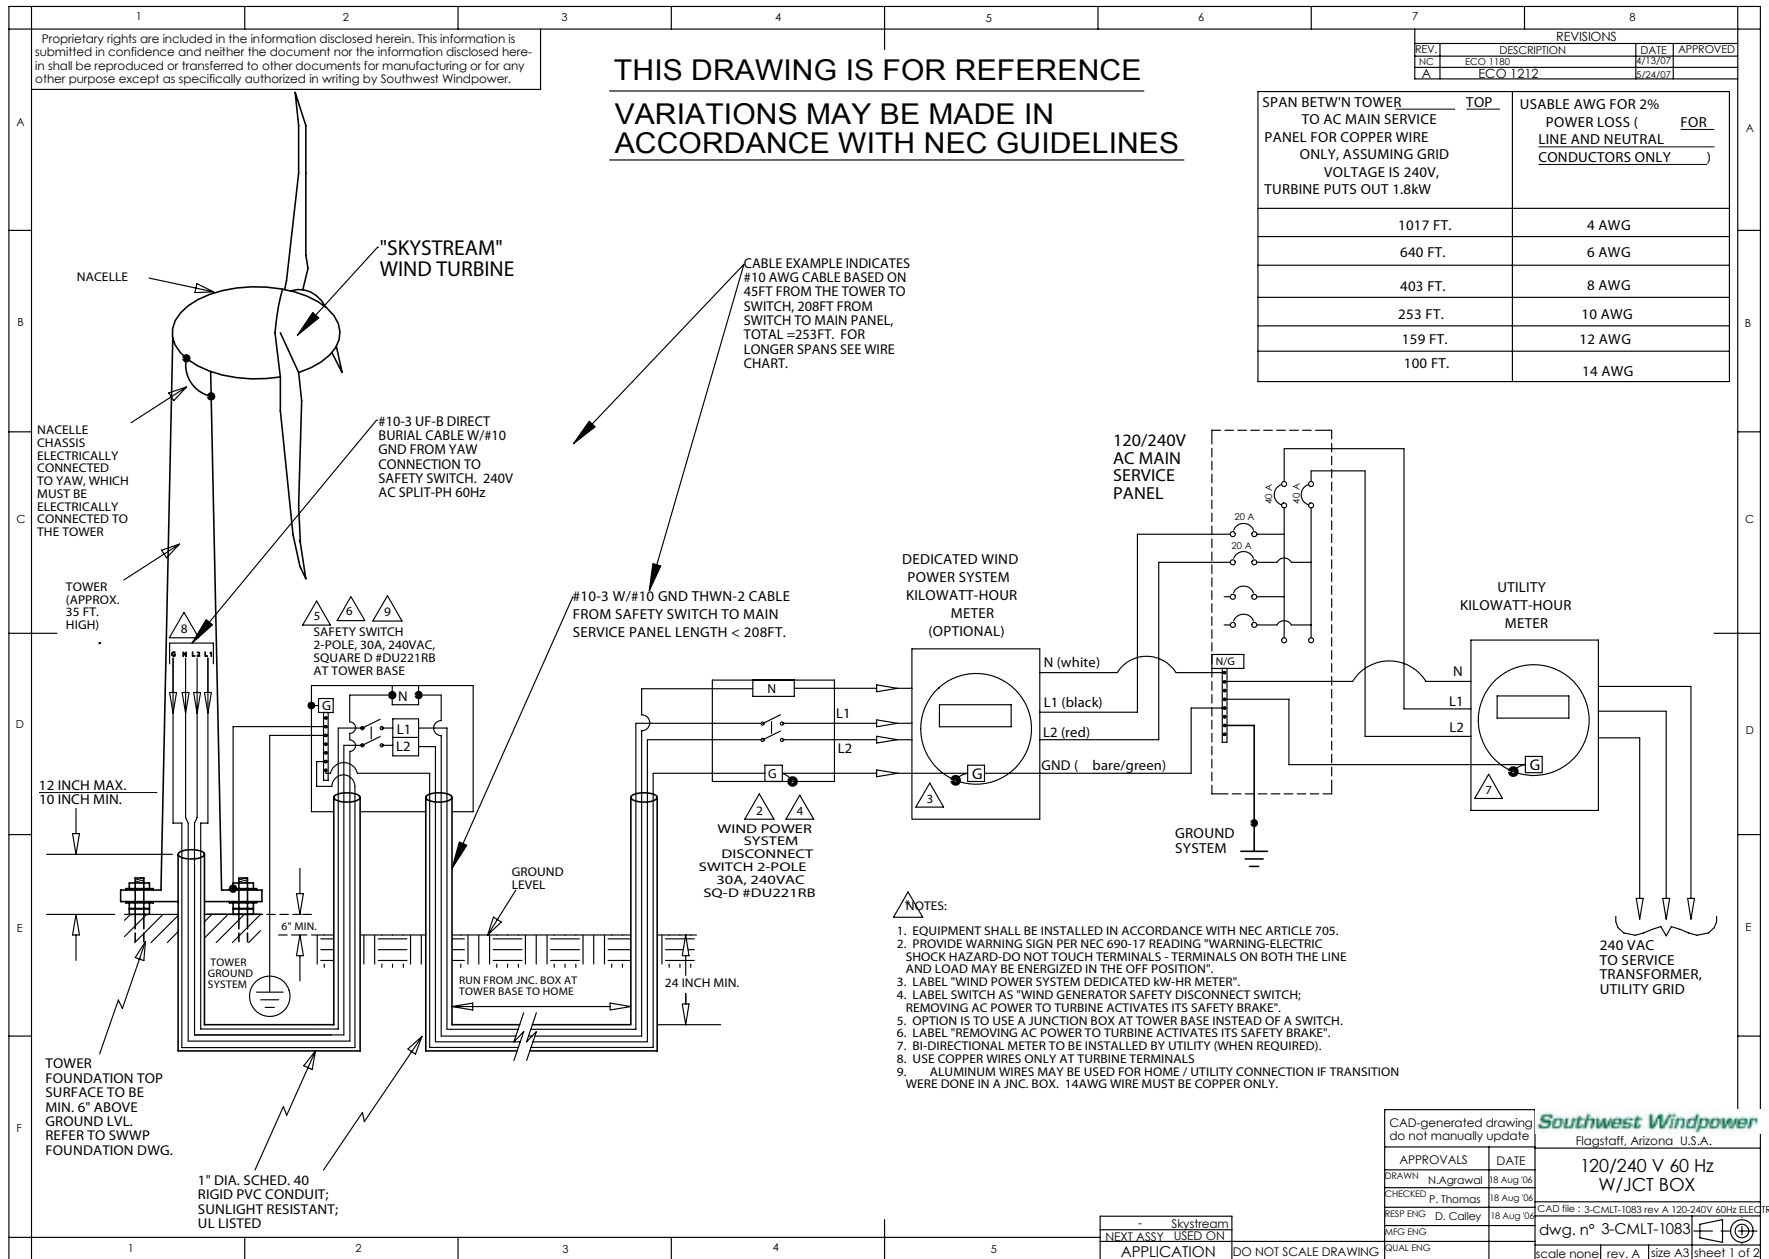 1 2 3 4 5 6 7 8
Proprietary rights are included in the information disclosed herein. This information is
submitted in confidence and neither the document nor the information disclosed here-
in shall be reproduced or transferred to other documents for manufacturing or for any
other purpose except as specifically authorized in writing by Southwest Windpower.
THIS DRAWING IS FOR REFERENCE
VARIATIONS MAY BE MADE IN
ACCORDANCE WITH NEC GUIDELINES
REVISIONS
REV. DESCRIPTION DATE APPROVED
NC ECO 1180 4/13/07
A ECO 1212 5/24/07
SPAN BETW'N TOWER TOP
TO AC MAIN SERVICE
PANEL FOR COPPER WIRE
ONLY, ASSUMING GRID
VOLTAGE IS 240V,
TURBINE PUTS OUT 1.8kW
USABLE AWG FOR 2%
POWER LOSS ( FOR
LINE AND NEUTRAL
CONDUCTORS ONLY )
1017 FT. 4 AWG
640 FT. 6 AWG
403 FT. 8 AWG
253 FT. 10 AWG
159 FT. 12 AWG
100 FT. 14 AWG
A
B
C
D
E
F
A
B
C
D
E
NACELLE
"SKYSTREAM"
WIND TURBINE
CABLE EXAMPLE INDICATES
#10 AWG CABLE BASED ON
45FT FROM THE TOWER TO
SWITCH, 208FT FROM
SWITCH TO MAIN PANEL,
TOTAL =253FT. FOR
LONGER SPANS SEE WIRE
CHART.
NACELLE
CHASSIS
ELECTRICALLY
CONNECTED
TO YAW, WHICH
MUST BE
ELECTRICALLY
CONNECTED TO
THE TOWER
#10-3 UF-B DIRECT
BURIAL CABLE W/#10
GND FROM YAW
CONNECTION TO
SAFETY SWITCH. 240V
AC SPLIT-PH 60Hz
TOWER
(APPROX.
35 FT.
HIGH)
8
G N L2 L1
5 6 9
SAFETY SWITCH
2-POLE, 30A, 240VAC,
SQUARE D #DU221RB
AT TOWER BASE
G
N
L1
L2
#10-3 W/#10 GND THWN-2 CABLE
FROM SAFETY SWITCH TO MAIN
SERVICE PANEL LENGTH < 208FT.
N
L1
L2
G
2 4
WIND POWER
SYSTEM
DISCONNECT
SWITCH 2-POLE
30A, 240VAC
SQ-D #DU221RB
DEDICATED WIND
POWER SYSTEM
KILOWATT-HOUR
METER
(OPTIONAL)
G
3
N (white)
L1 (black)
L2 (red)
GND ( bare/green)
120/240V
AC MAIN
SERVICE
PANEL
40 A
40 A
20 A
20 A
N/G
GROUND
SYSTEM
UTILITY
KILOWATT-HOUR
METER
N
L1
L2
G
7
240 VAC
TO SERVICE
TRANSFORMER,
UTILITY GRID
12 INCH MAX.
10 INCH MIN.
6" MIN.
GROUND
LEVEL
TOWER
GROUND
SYSTEM
RUN FROM JNC. BOX AT
TOWER BASE TO HOME
24 INCH MIN.
TOWER
FOUNDATION TOP
SURFACE TO BE
MIN. 6" ABOVE
GROUND LVL.
REFER TO SWWP
FOUNDATION DWG.
1" DIA. SCHED. 40
RIGID PVC CONDUIT;
SUNLIGHT RESISTANT;
UL LISTED
NOTES:
1. EQUIPMENT SHALL BE INSTALLED IN ACCORDANCE WITH NEC ARTICLE 705.
2. PROVIDE WARNING SIGN PER NEC 690-17 READING "WARNING-ELECTRIC
SHOCK HAZARD-DO NOT TOUCH TERMINALS - TERMINALS ON BOTH THE LINE
AND LOAD MAY BE ENERGIZED IN THE OFF POSITION".
3. LABEL "WIND POWER SYSTEM DEDICATED kW-HR METER".
4. LABEL SWITCH AS "WIND GENERATOR SAFETY DISCONNECT SWITCH;
REMOVING AC POWER TO TURBINE ACTIVATES ITS SAFETY BRAKE".
5. OPTION IS TO USE A JUNCTION BOX AT TOWER BASE INSTEAD OF A SWITCH.
6. LABEL "REMOVING AC POWER TO TURBINE ACTIVATES ITS SAFETY BRAKE".
7. BI-DIRECTIONAL METER TO BE INSTALLED BY UTILITY (WHEN REQUIRED).
8. USE COPPER WIRES ONLY AT TURBINE TERMINALS
9. ALUMINUM WIRES MAY BE USED FOR HOME / UTILITY CONNECTION IF TRANSITION
WERE DONE IN A JNC. BOX. 14AWG WIRE MUST BE COPPER ONLY.
CAD-generated drawing
do not manually update
APPROVALS DATE
DRAWN N.Agrawal 18 Aug '06
CHECKED P. Thomas 18 Aug '06
RESP ENG D. Calley 18 Aug '06
MFG ENG
QUAL ENG
Southwest Windpower
Flagstaff, Arizona U.S.A.
120/240 V 60 Hz
W/JCT BOX
CAD file : 3-CMLT-1083 rev A 120-240V 60Hz ELECTR
dwg. n° 3-CMLT-1083
scale none rev. A size A3 sheet 1 of 2
- Skystream
NEXT ASSY USED ON
APPLICATION DO NOT SCALE DRAWING
1 2 3 4 5